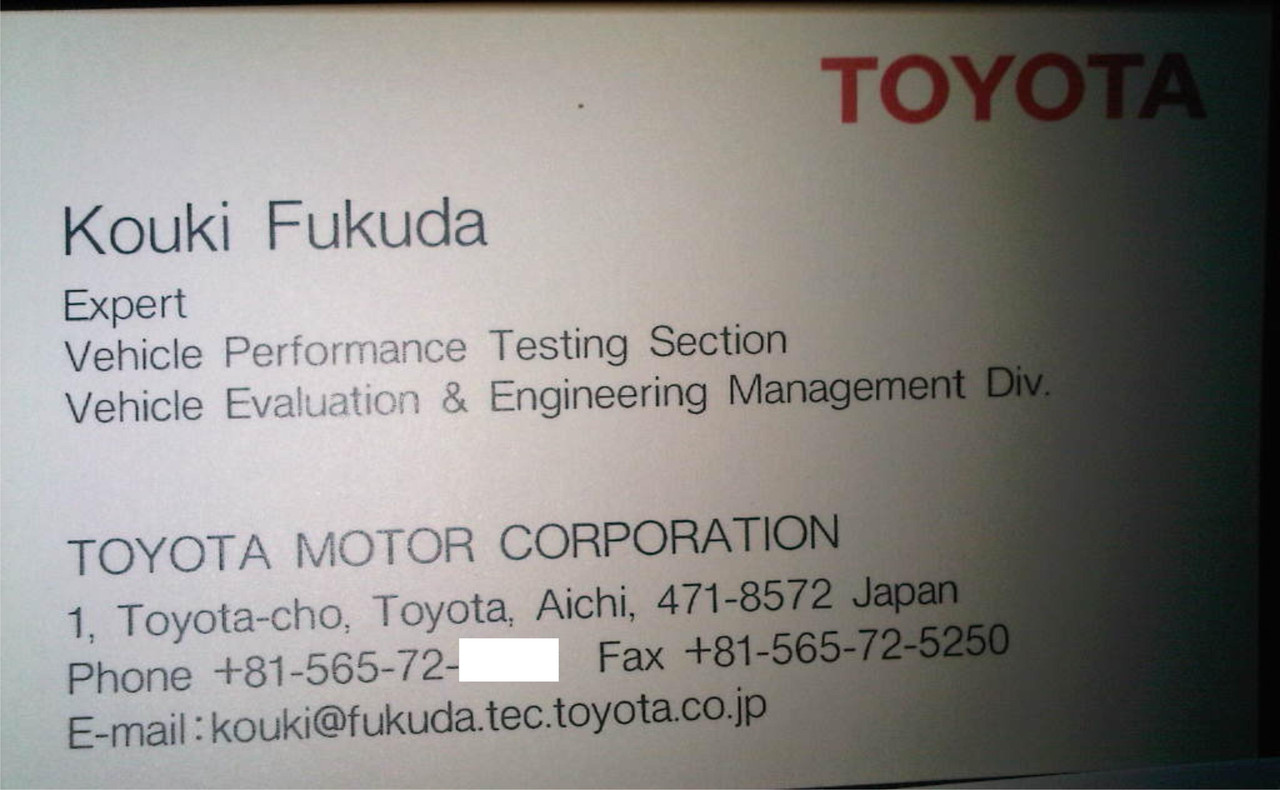 TOYOTA
Kouki Fukuda
Expert
Vehicle Performance Testing Section
Vehicle Evaluation & Engineering Management Div.
TOYOTA MOTOR CORPORATION
1, Toyota-cho, Toyota, Aichi, 471-8572 Japan
Phone +81-565-72- Fax +81-565-72-5250
E-mail:kouki@fukuda.tec.toyota.co.jp